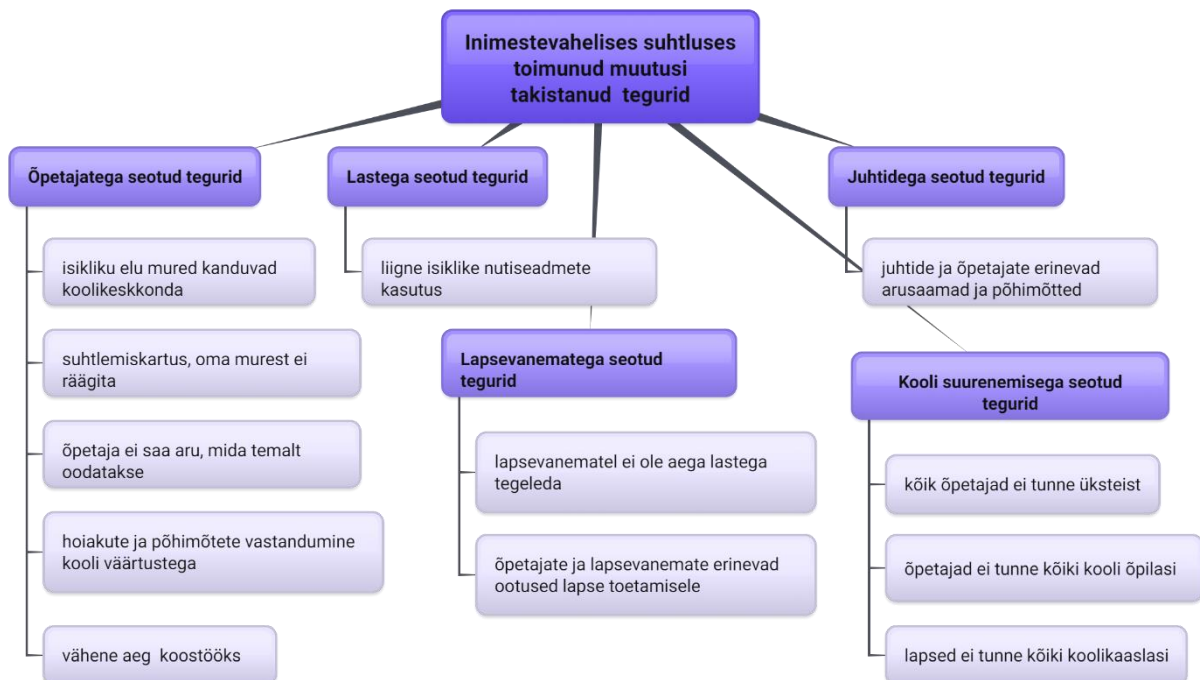 Inimestevahelises suhtluses
toimunud muutusi
takistanud tegurid
Õpetajatega seotud tegurid
isikliku elu mured kanduvad
koolikeskkonda
suhtlemiskartus, oma murest ei
räägita
õpetaja ei saa aru, mida temalt
oodatakse
hoiakute ja põhimõtete vastandumine
kooli väärtustega
vähene aeg koostööks
Lastega seotud tegurid
liigne isiklike nutiseadmete
kasutus
Lapsevanematega seotud
tegurid
lapsevanematel ei ole aega lastega
tegeleda
õpetajate ja lapsevanemate erinevad
ootused lapse toetamisele
Juhtidega seotud tegurid
juhtide ja õpetajate erinevad
arusaamad ja põhimõtted
Kooli suurenemisega seotud
tegurid
kõik õpetajad ei tunne üksteist
õpetajad ei tunne kõiki kooli õpilasi
lapsed ei tunne kõiki koolikaaslasi